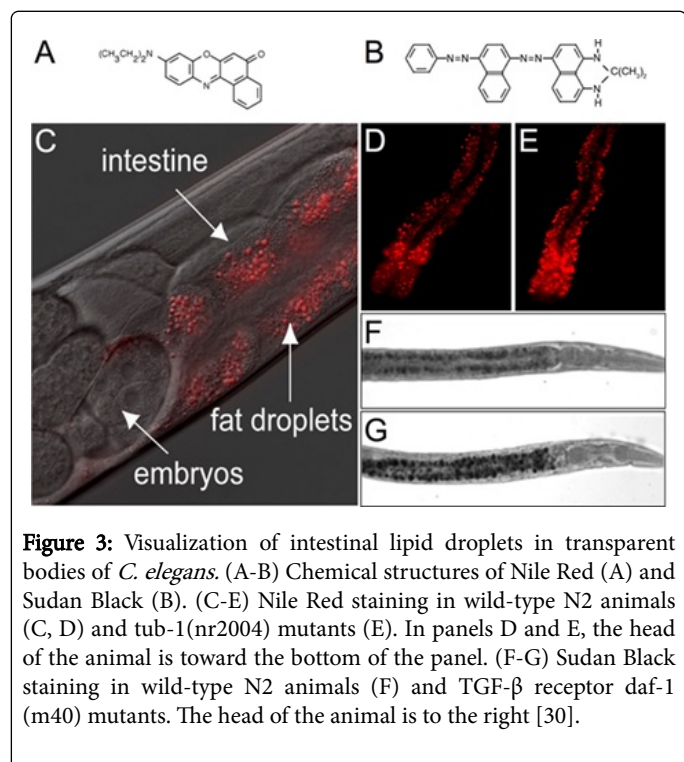 A
B
(CH₃CH₂)₂N
O
O
N
N=N
N=N
H
N
C(CH₃)₂
N
H
C
intestine
fat droplets
embryos
D
E
F
G
Figure 3: Visualization of intestinal lipid droplets in transparent
bodies of C. elegans. (A-B) Chemical structures of Nile Red (A) and
Sudan Black (B). (C-E) Nile Red staining in wild-type N2 animals
(C, D) and tub-1(nr2004) mutants (E). In panels D and E, the head
of the animal is toward the bottom of the panel. (F-G) Sudan Black
staining in wild-type N2 animals (F) and TGF-β receptor daf-1
(m40) mutants. The head of the animal is to the right [30].